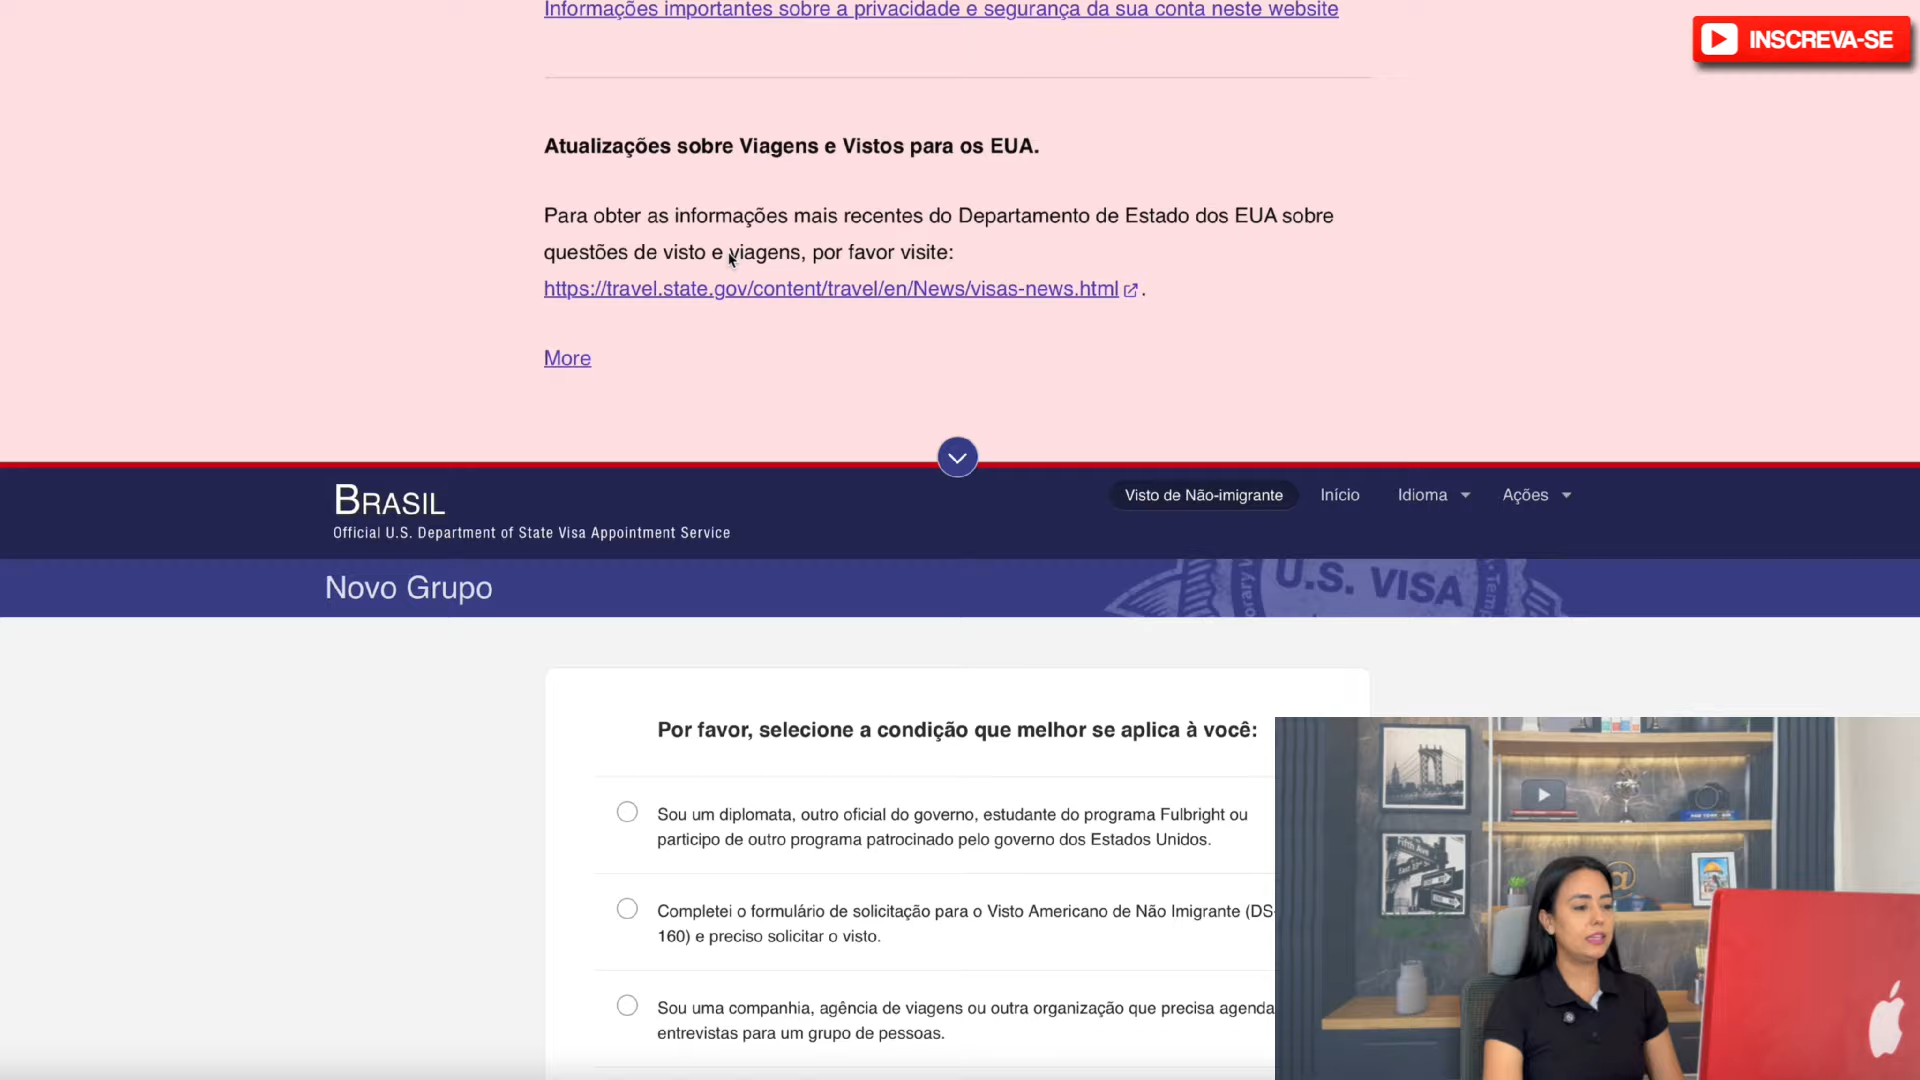 Informações importantes sobre a privacidade e segurança da sua conta neste website
INSCREVA-SE
Atualizações sobre Viagens e Vistos para os EUA.
Para obter as informações mais recentes do Departamento de Estado dos EUA sobre
questões de visto e viagens, por favor visite:
https://travel.state.gov/content/travel/en/News/visas-news.html .
More
BRASIL
Official U.S. Department of State Visa Appointment Service
Visto de Não-imigrante
Início
Idioma
Ações
Novo Grupo
U.S. VISA
Por favor, selecione a condição que melhor se aplica à você:
Sou um diplomata, outro oficial do governo, estudante do programa Fulbright ou
participo de outro programa patrocinado pelo governo dos Estados Unidos.
Completei o formulário de solicitação para o Visto Americano de Não Imigrante (DS-
160) e preciso solicitar o visto.
Sou uma companhia, agência de viagens ou outra organização que precisa agenda
entrevistas para um grupo de pessoas.
Fifth Ave